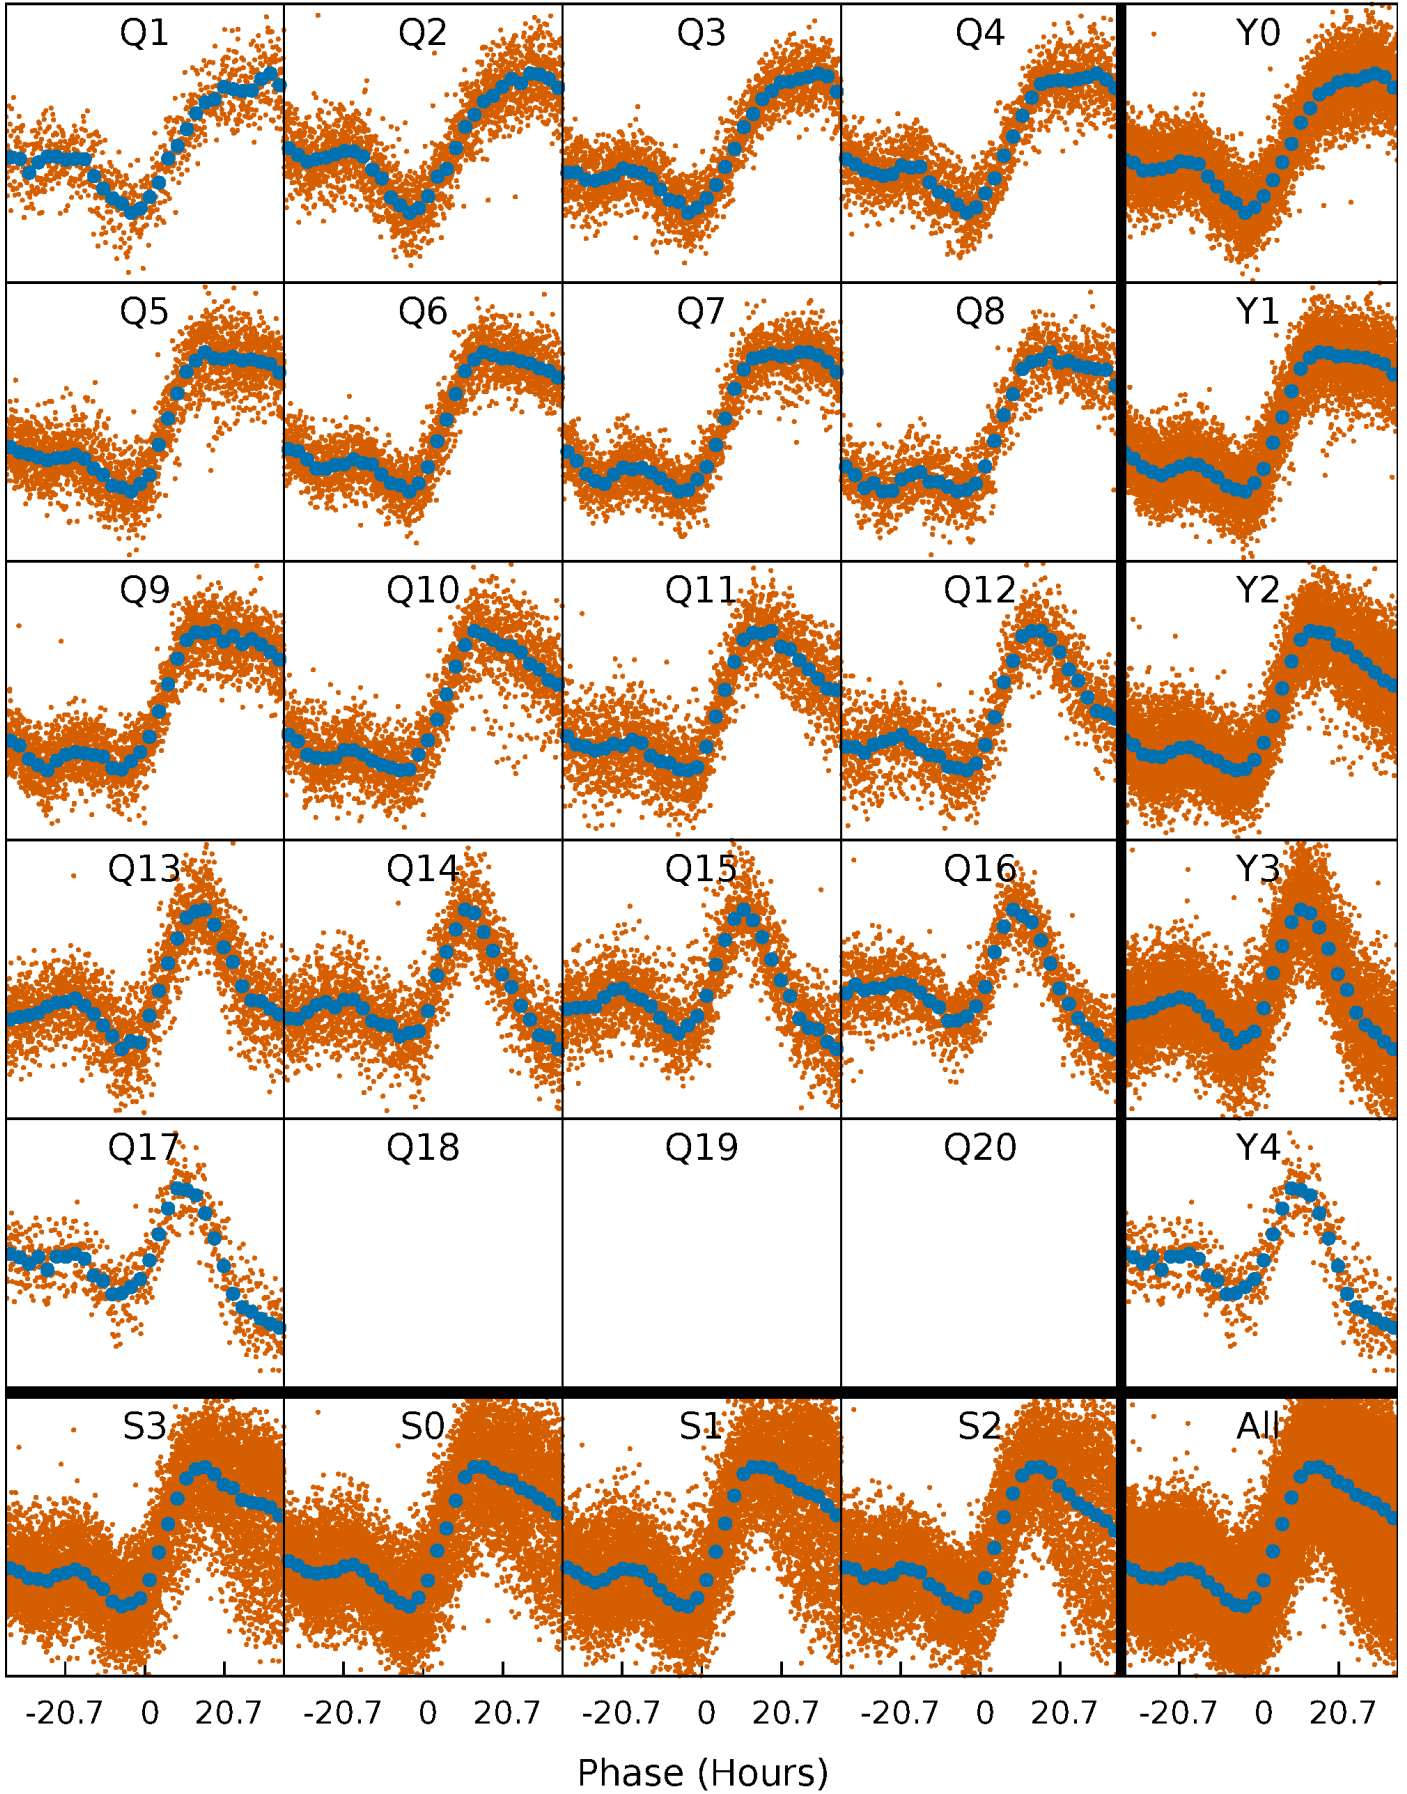 Q1 Q2 Q3 Q4 Y0
Q5 Q6 Q7 Q8 Y1
Q9 Q10 Q11 Q12 Y2
Q13 Q14 Q15 Q16 Y3
Q17 Q18 Q19 Q20 Y4
S3 S0 S1 S2 All
-20.7 0 20.7 -20.7 0 20.7 -20.7 0 20.7 -20.7 0 20.7 -20.7 0 20.7
Phase (Hours)